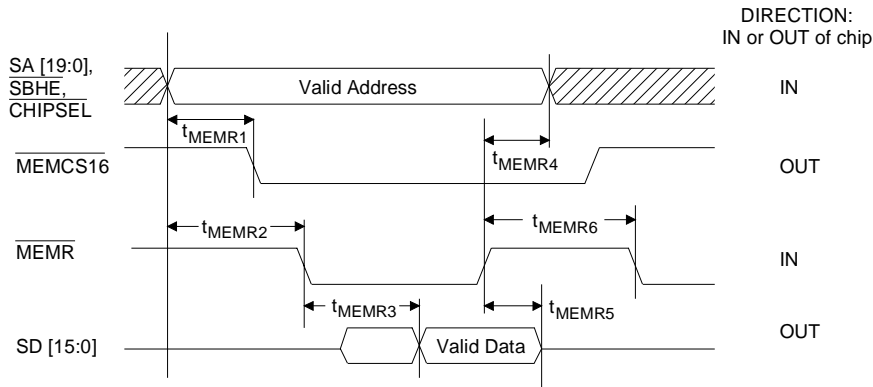 DIRECTION:
IN or OUT of chip
SA [19:0],
SBHE,
CHIPSEL
Valid Address
IN
tMEMR1
tMEMR4
MEMCS16
OUT
tMEMR2
tMEMR6
MEMR
IN
tMEMR3
tMEMR5
OUT
SD [15:0]
Valid Data